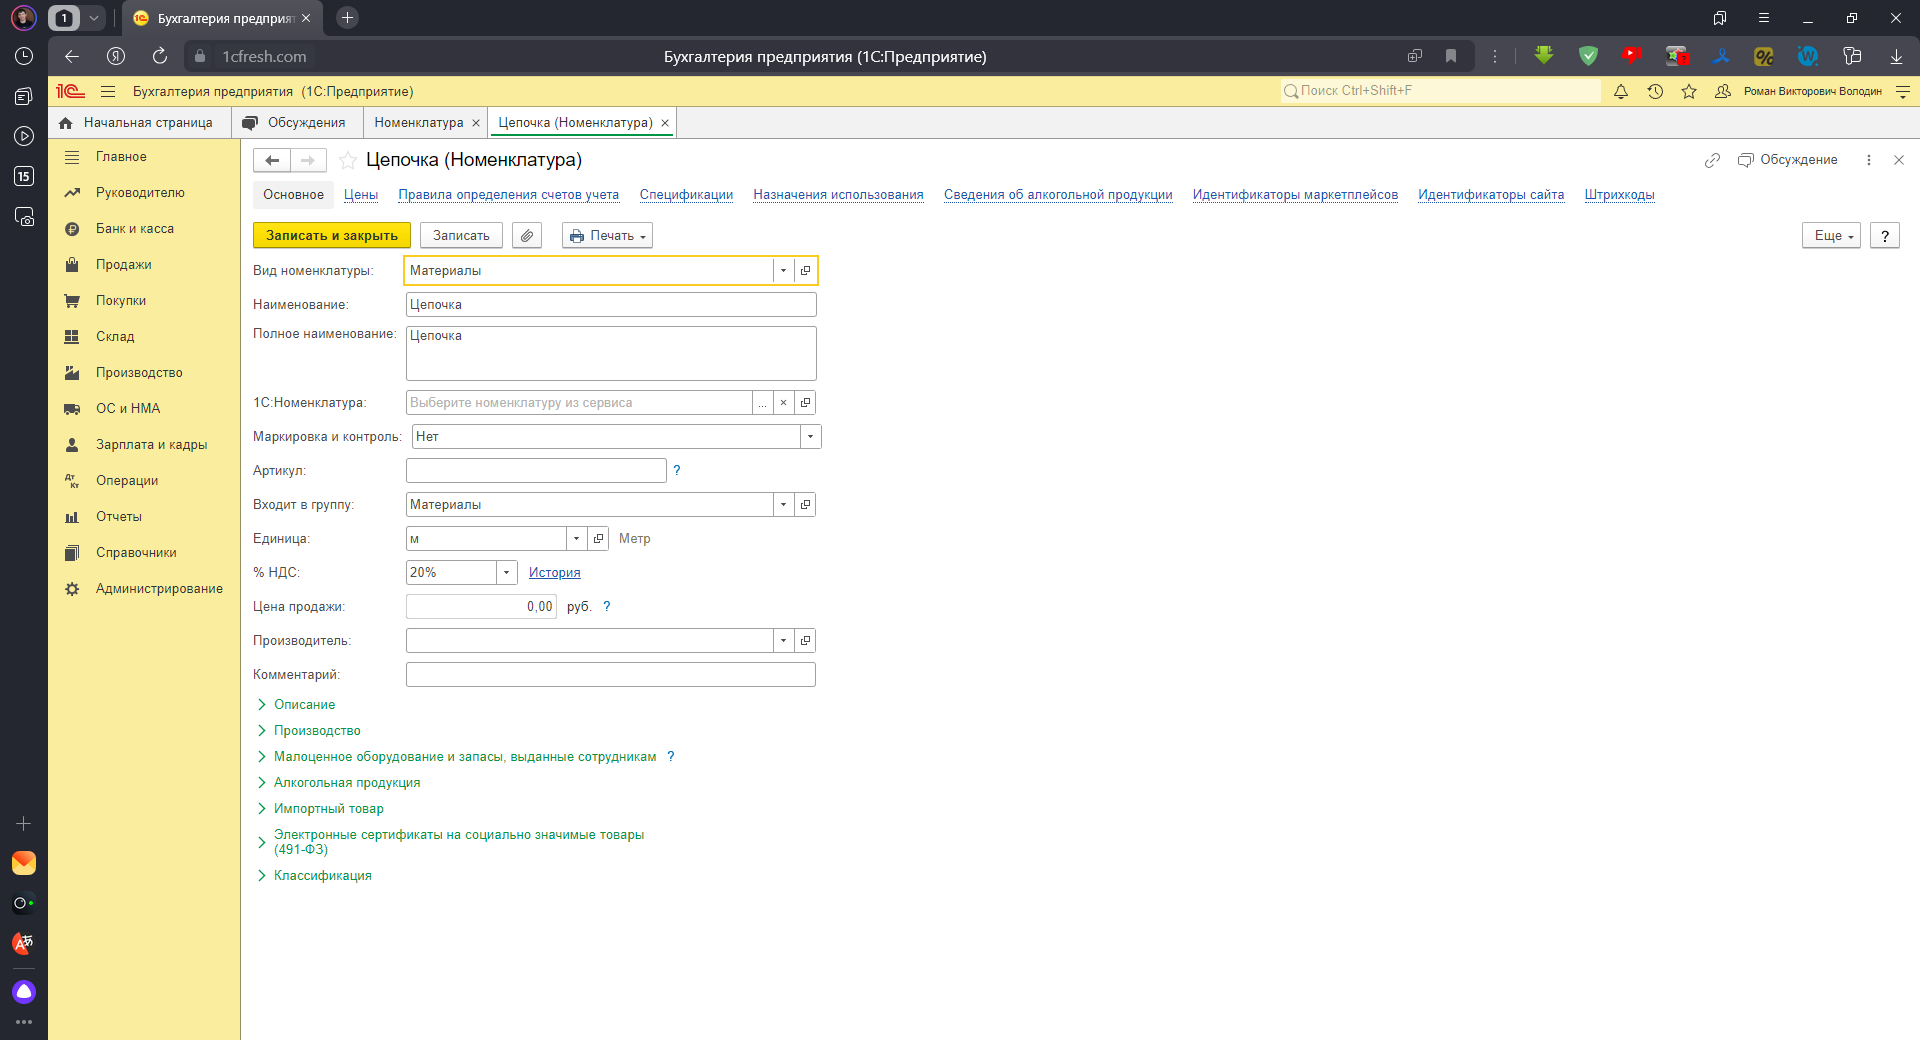 1
Бухгалтерия предприят
1cfresh.com
Бухгалтерия предприятия (1С:Предприятие)
Бухгалтерия предприятия (1С:Предприятие)
Поиск Ctrl+Shift+F
Роман Викторович Володин
Начальная страница
Обсуждения
Номенклатура
Цепочка (Номенклатура)
15
Главное
Руководителю
Банк и касса
Продажи
Покупки
Склад
Производство
ОС и НМА
Зарплата и кадры
Дт Кт Операции
Отчеты
Справочники
Администрирование
Цепочка (Номенклатура)
Обсуждение
Основное Цены Правила определения счетов учета Спецификации Назначения использования Сведения об алкогольной продукции Идентификаторы маркетплейсов Идентификаторы сайта Штрихкоды
Записать и закрыть Записать Печать Еще ?
Вид номенклатуры: Материалы
Наименование: Цепочка
Полное наименование: Цепочка
1С:Номенклатура: Выберите номенклатуру из сервиса ...
Маркировка и контроль: Нет
Артикул: ?
Входит в группу: Материалы
Единица: м Метр
% НДС: 20% История
Цена продажи: 0,00 руб. ?
Производитель:
Комментарий:
Описание
Производство
Малоценное оборудование и запасы, выданные сотрудникам ?
Алкогольная продукция
Импортный товар
Электронные сертификаты на социально значимые товары
(491-ФЗ)
Классификация